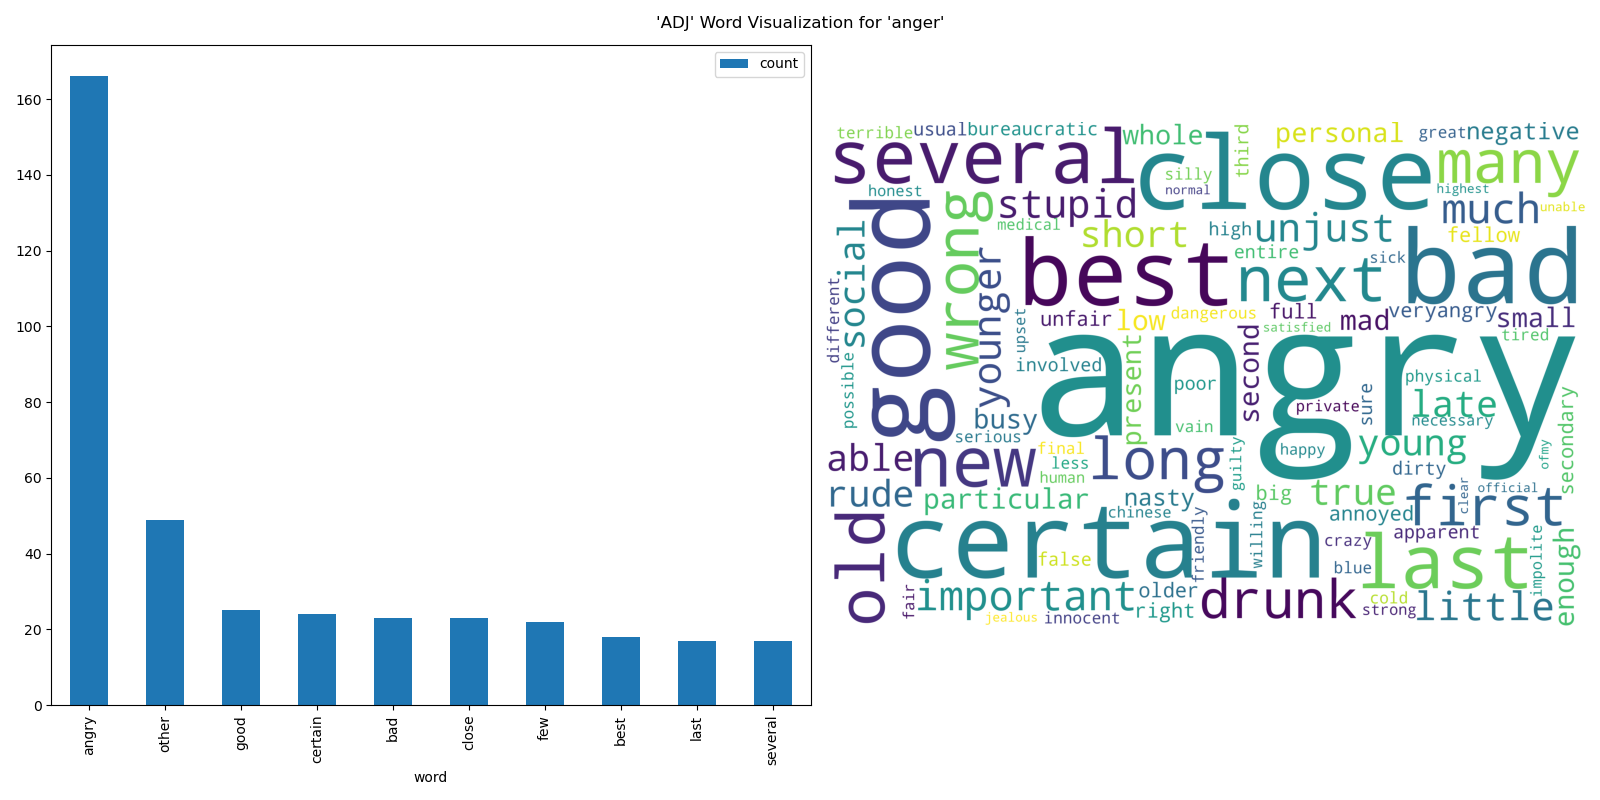 'ADJ' Word Visualization for 'anger'
count
160
140
120
100
80
60
40
20
0
angry
other
good
certain
bad
close
few
best
last
several
word
terrible
usual
bureaucratic
whole
third
personal
great
negative
several
close
many
silly
normal
highest
honest
good
wrong
stupid
much
unable
medical
short
high
unjust
fellow
social
younger
best
entire
next
sick
bad
different
upset
unfair
low
dangerous
full
mad
veryangry
small
satisfied
tired
possible
involved
present
angry
second
poor
physical
private
sure
late
necessary
secondary
busy
vain
serious
final
happy
young
ofmy
able
new
less
human
long
guilty
dirty
rude
particular
nasty
big
true
first
clear
official
chinese
annoyed
old
certain
friendly
willing
crazy
apparent
impolite
enough
false
blue
last
fair
important
older
right
drunk
cold
strong
little
jealous
innocent